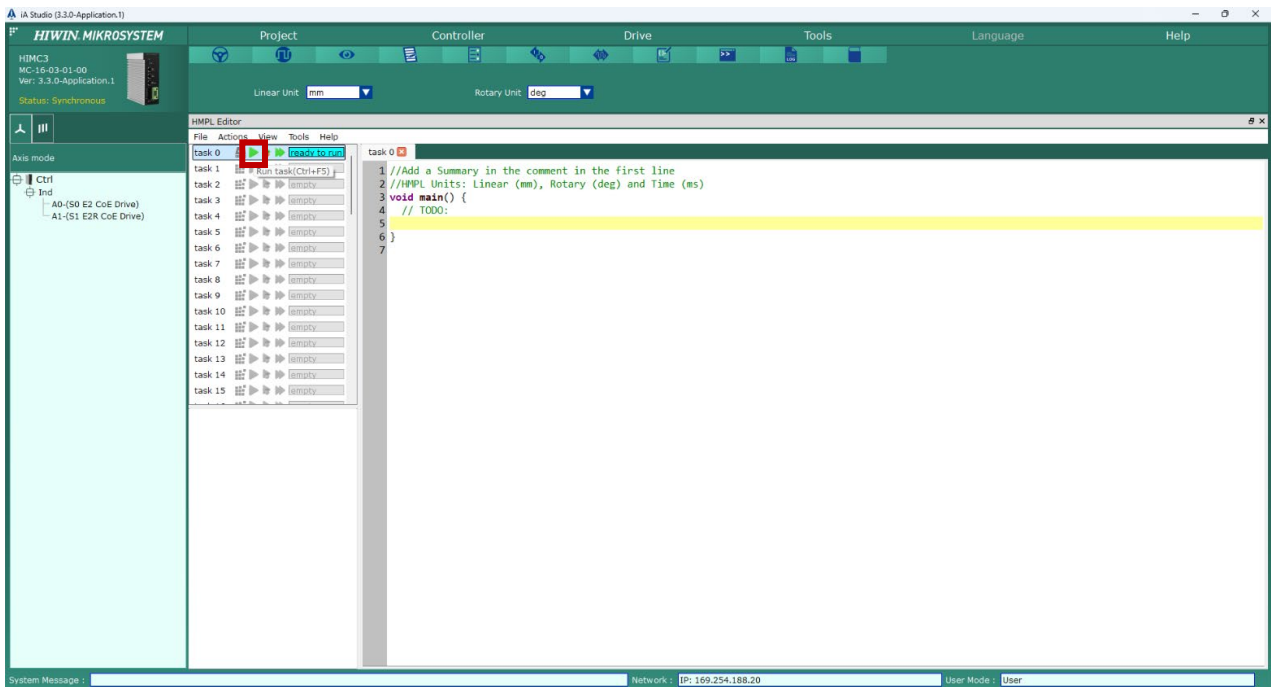 iA Studio (3.3.0-Application.1)
HIWIN. MIKROSYSTEM
Project Controller Drive Tools Language Help
HIMC3
MC-16-03-01-00
Ver: 3.3.0-Application.1
Status: Synchronous
Linear Unit mm Rotary Unit deg
HMPL Editor
File Actions View Tools Help
Axis mode
Ctrl
Ind
A0-(S0 E2 CoE Drive)
A1-(S1 E2R CoE Drive)
task 0 ready to run
Run task(Ctrl+F5)
task 1
task 2 empty
task 3 empty
task 4 empty
task 5 empty
task 6 empty
task 7 empty
task 8 empty
task 9 empty
task 10 empty
task 11 empty
task 12 empty
task 13 empty
task 14 empty
task 15 empty
task 0
1 //Add a Summary in the comment in the first line
2 //HMPL Units: Linear (mm), Rotary (deg) and Time (ms)
3 void main() {
4 // TODO:
5
6 }
7
System Message : Network : IP: 169.254.188.20 User Mode : User